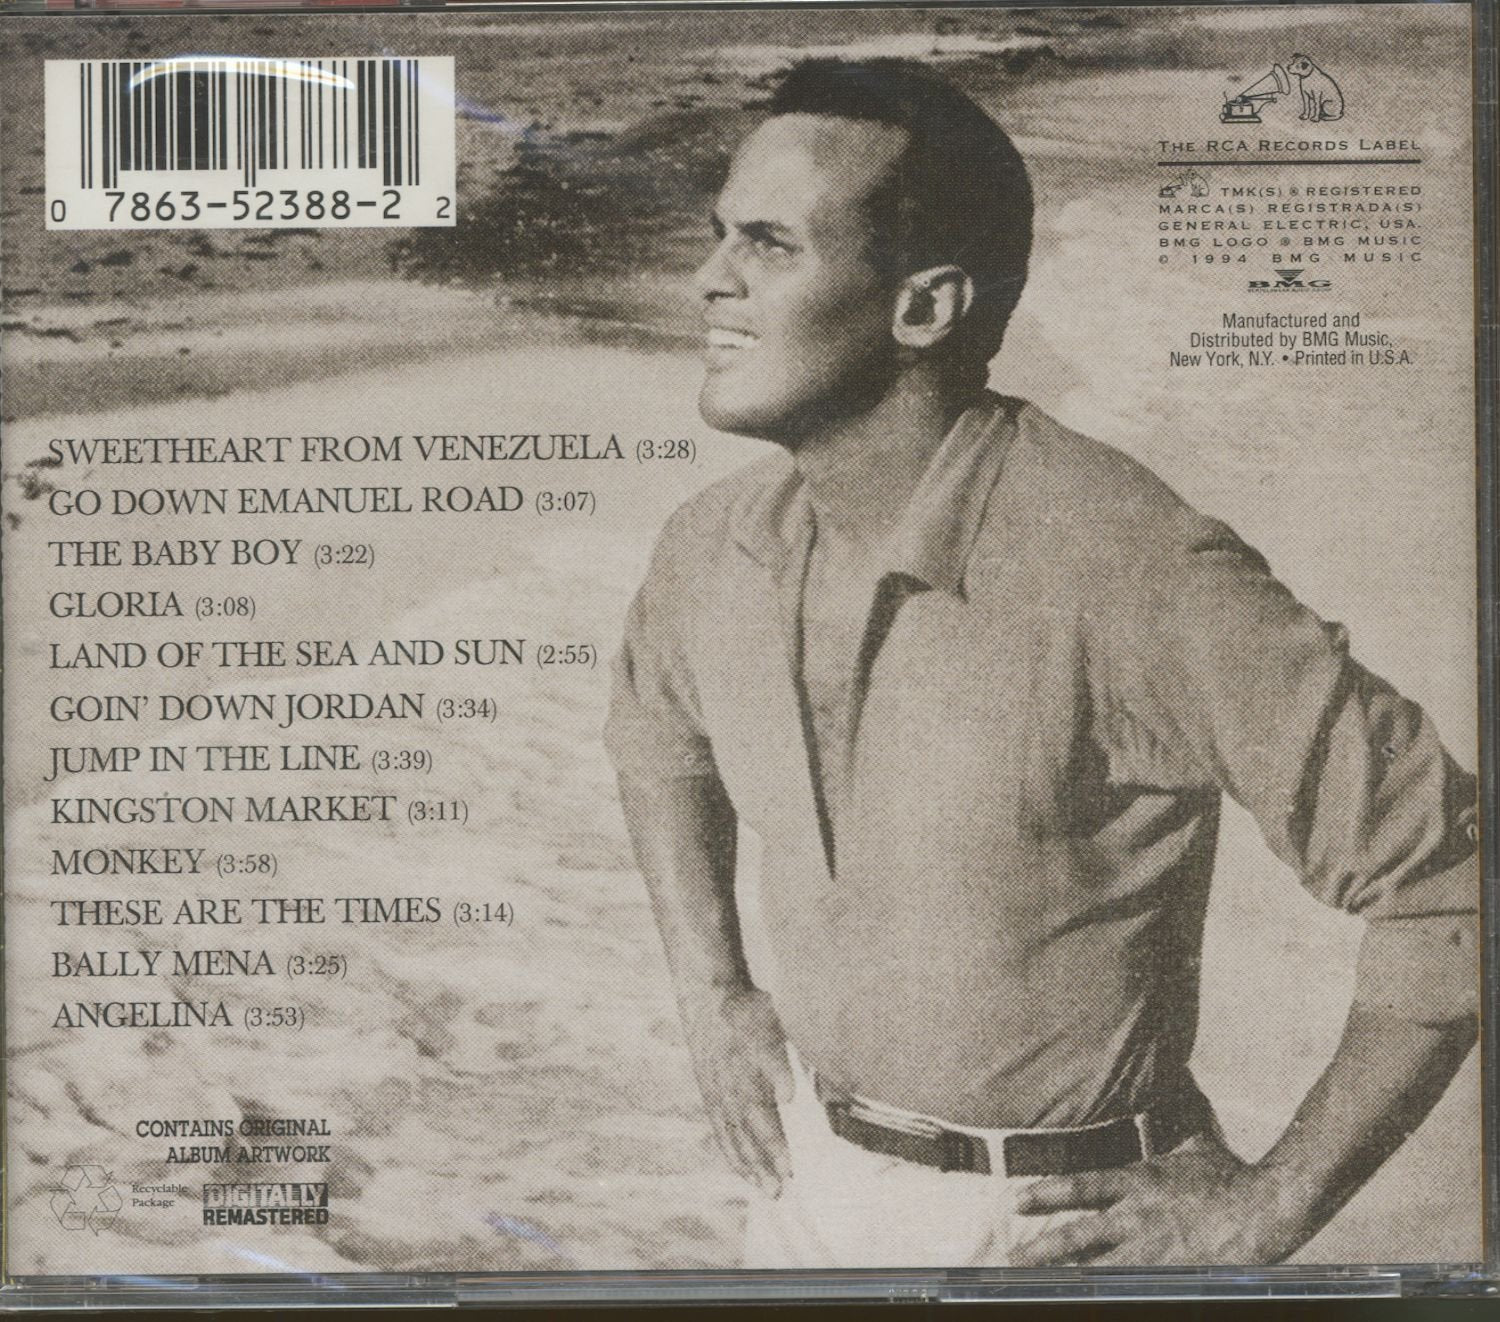 0 7863-52388-2 2
THE RCA RECORDS LABEL
TMK(S) ® REGISTERED
MARCA(S) REGISTRADA(S)
GENERAL ELECTRIC, USA.
BMG LOGO ® BMG MUSIC
© 1994 BMG MUSIC
BMG
Manufactured and
Distributed by BMG Music,
New York, N.Y. • Printed in U.S.A.
SWEETHEART FROM VENEZUELA (3:28)
GO DOWN EMANUEL ROAD (3:07)
THE BABY BOY (3:22)
GLORIA (3:08)
LAND OF THE SEA AND SUN (2:55)
GOIN' DOWN JORDAN (3:34)
JUMP IN THE LINE (3:39)
KINGSTON MARKET (3:11)
MONKEY (3:58)
THESE ARE THE TIMES (3:14)
BALLY MENA (3:25)
ANGELINA (3:53)
CONTAINS ORIGINAL
ALBUM ARTWORK
Recyclable
Package
DIGITALLY
REMASTERED